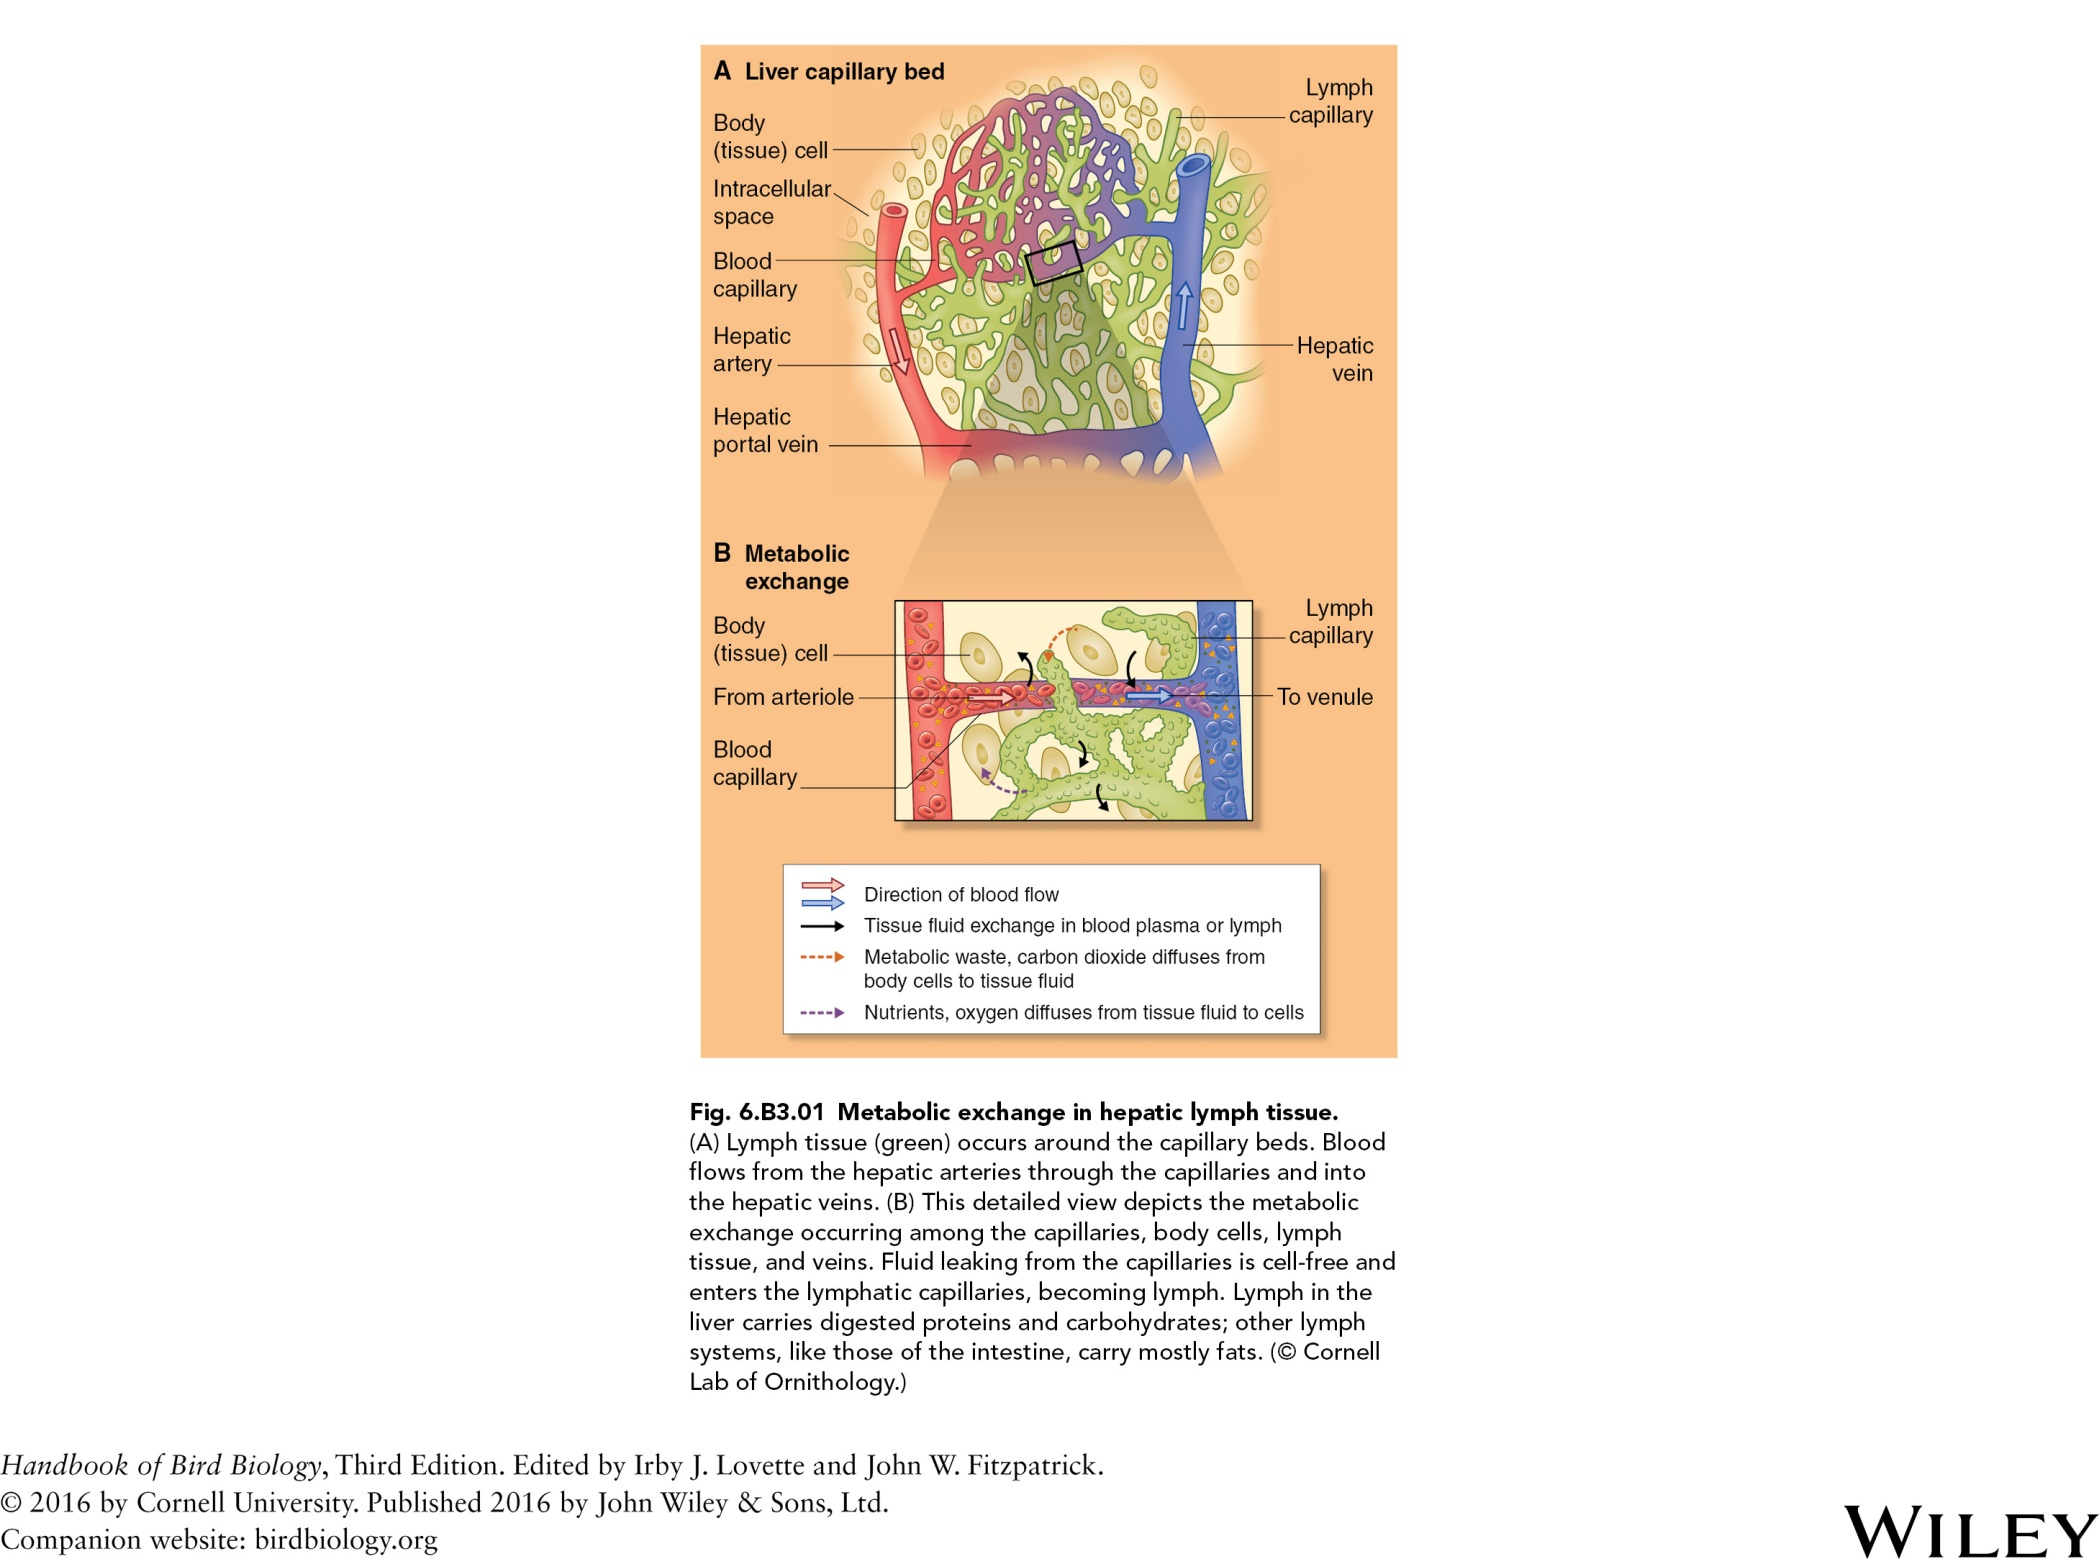 A Liver capillary bed
Body
(tissue) cell
Intracellular
space
Blood
capillary
Hepatic
artery
Hepatic
portal vein
Lymph
capillary
Hepatic
vein
B Metabolic
exchange
Body
(tissue) cell
From arteriole
Blood
capillary
Lymph
capillary
To venule
Direction of blood flow
Tissue fluid exchange in blood plasma or lymph
Metabolic waste, carbon dioxide diffuses from
body cells to tissue fluid
Nutrients, oxygen diffuses from tissue fluid to cells
Fig. 6.B3.01 Metabolic exchange in hepatic lymph tissue.
(A) Lymph tissue (green) occurs around the capillary beds. Blood
flows from the hepatic arteries through the capillaries and into
the hepatic veins. (B) This detailed view depicts the metabolic
exchange occurring among the capillaries, body cells, lymph
tissue, and veins. Fluid leaking from the capillaries is cell-free and
enters the lymphatic capillaries, becoming lymph. Lymph in the
liver carries digested proteins and carbohydrates; other lymph
systems, like those of the intestine, carry mostly fats. (© Cornell
Lab of Ornithology.)
Handbook of Bird Biology, Third Edition. Edited by Irby J. Lovette and John W. Fitzpatrick.
© 2016 by Cornell University. Published 2016 by John Wiley & Sons, Ltd.
Companion website: birdbiology.org
WILEY